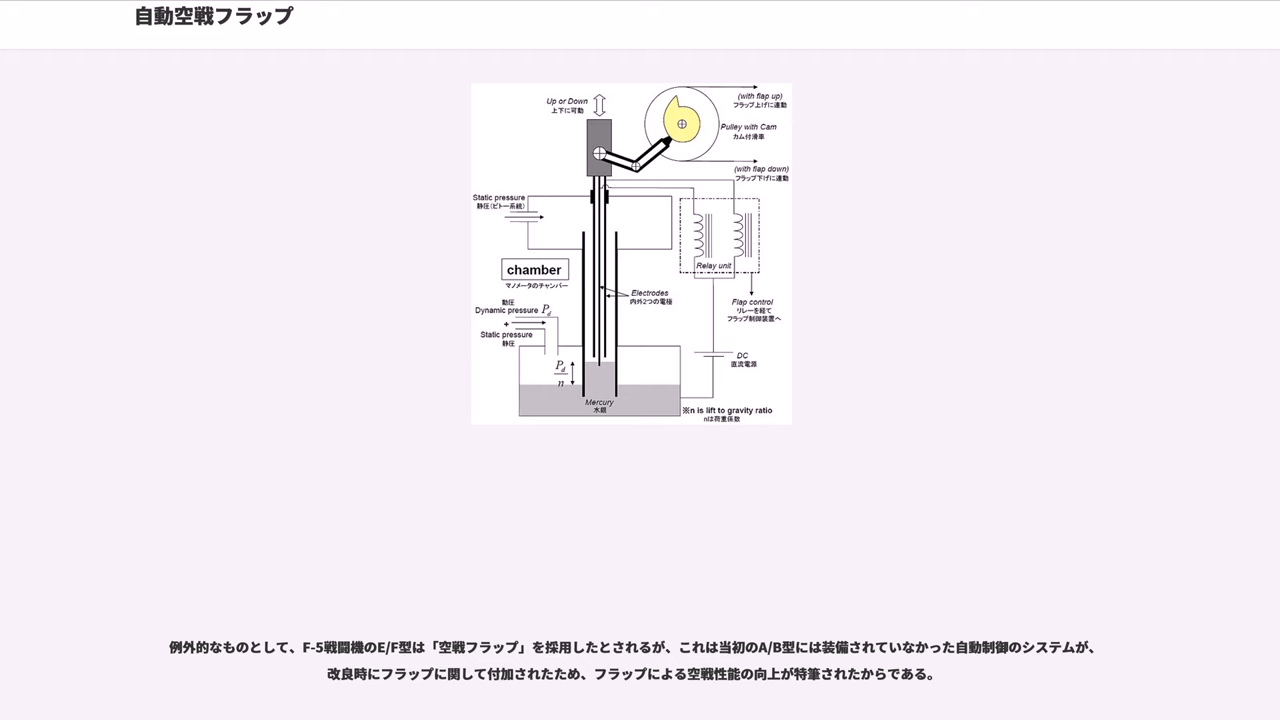 自動空戦フラップ
(with flap up)
フラップ上げに連動
Up or Down
上下に可動
Pulley with Cam
カム付滑車
(with flap down)
フラップ下げに連動
Static pressure
静圧(ピトー系統)
chamber
マノメータのチャンバー
Relay unit
Electrodes
内外2つの電極
Flap control
リレーを経て
フラップ制御装置へ
動圧
Dynamic pressure Pd
+
Static pressure
静圧
DC
直流電源
Pd
n
Mercury
水銀
※n is lift to gravity ratio
nは荷重係数
例外的なものとして、F-5戦闘機のE/F型は「空戦フラップ」を採用したとされるが、これは当初のA/B型には装備されていなかった自動制御のシステムが、
改良時にフラップに関して付加されたため、フラップによる空戦性能の向上が特筆されたからである。